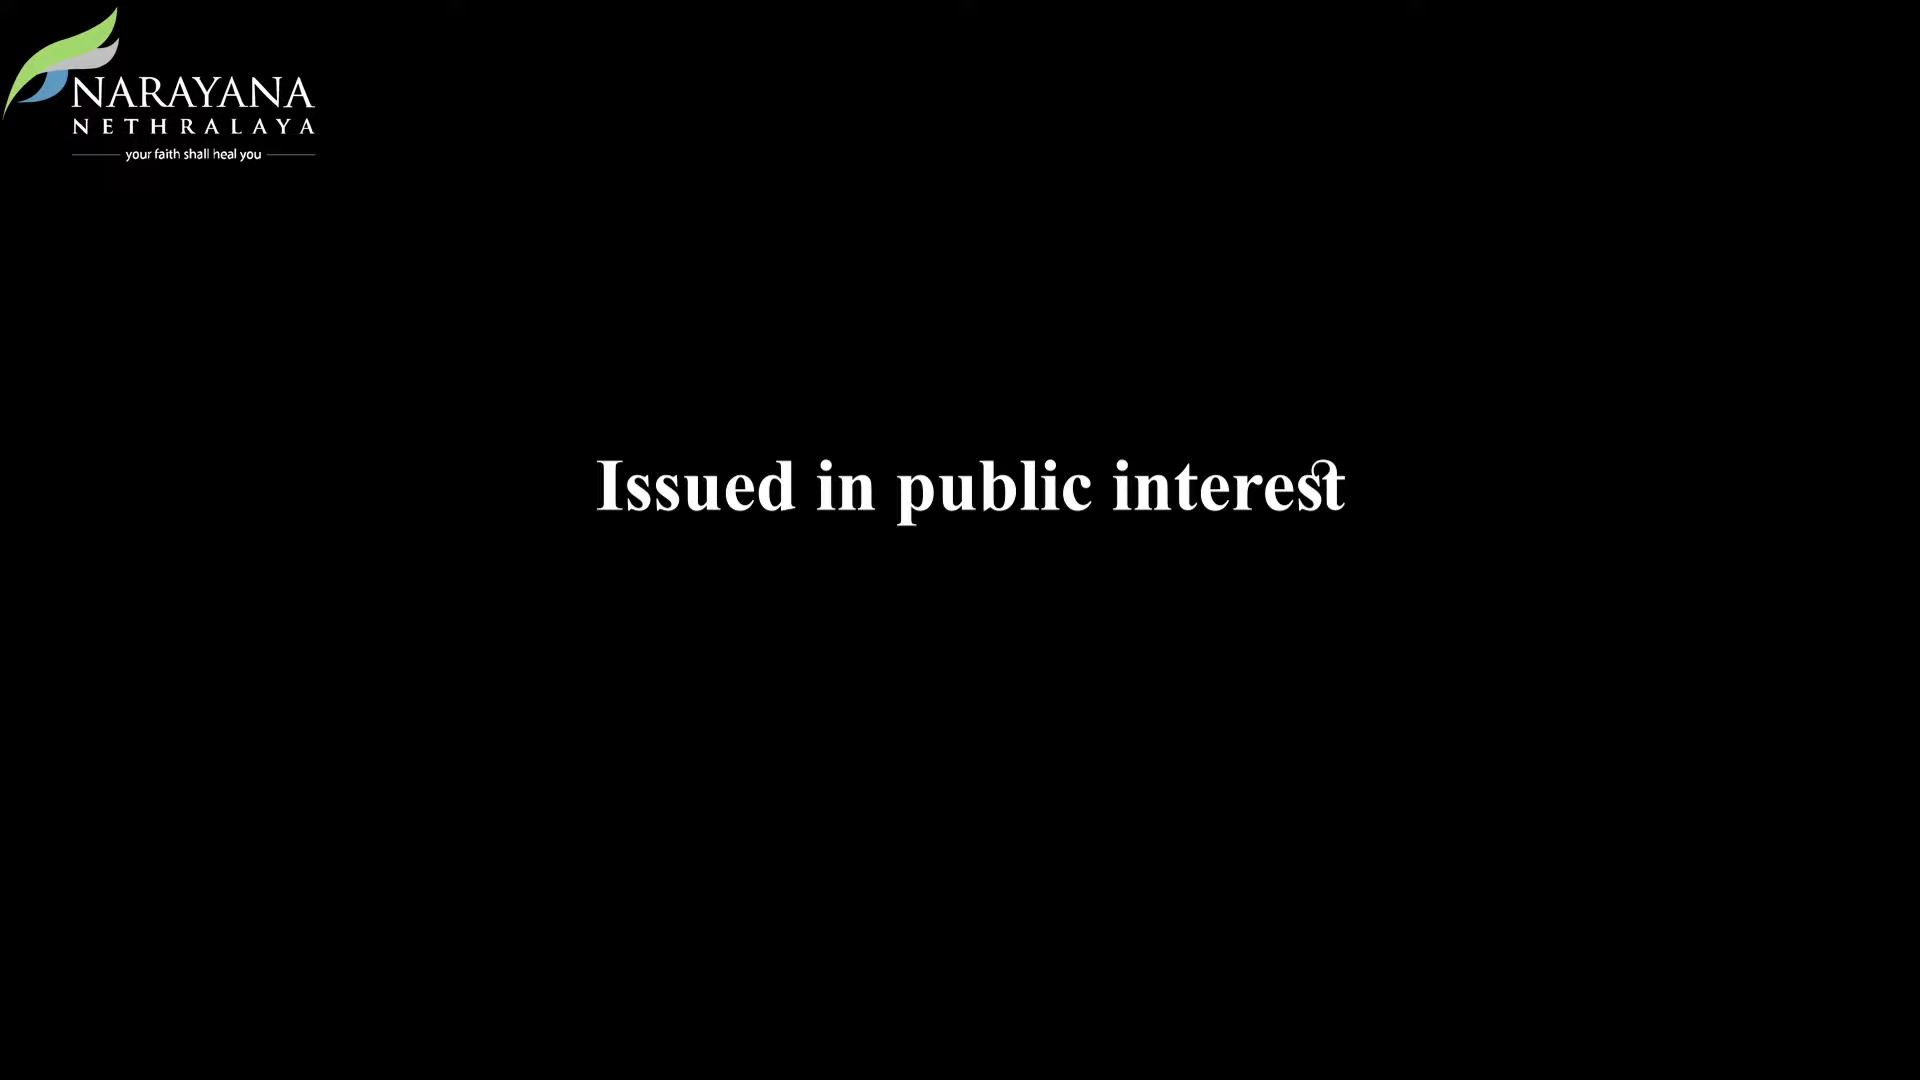 NARAYANA
NETHRALAYA
your faith shall heal you
Issued in public interest